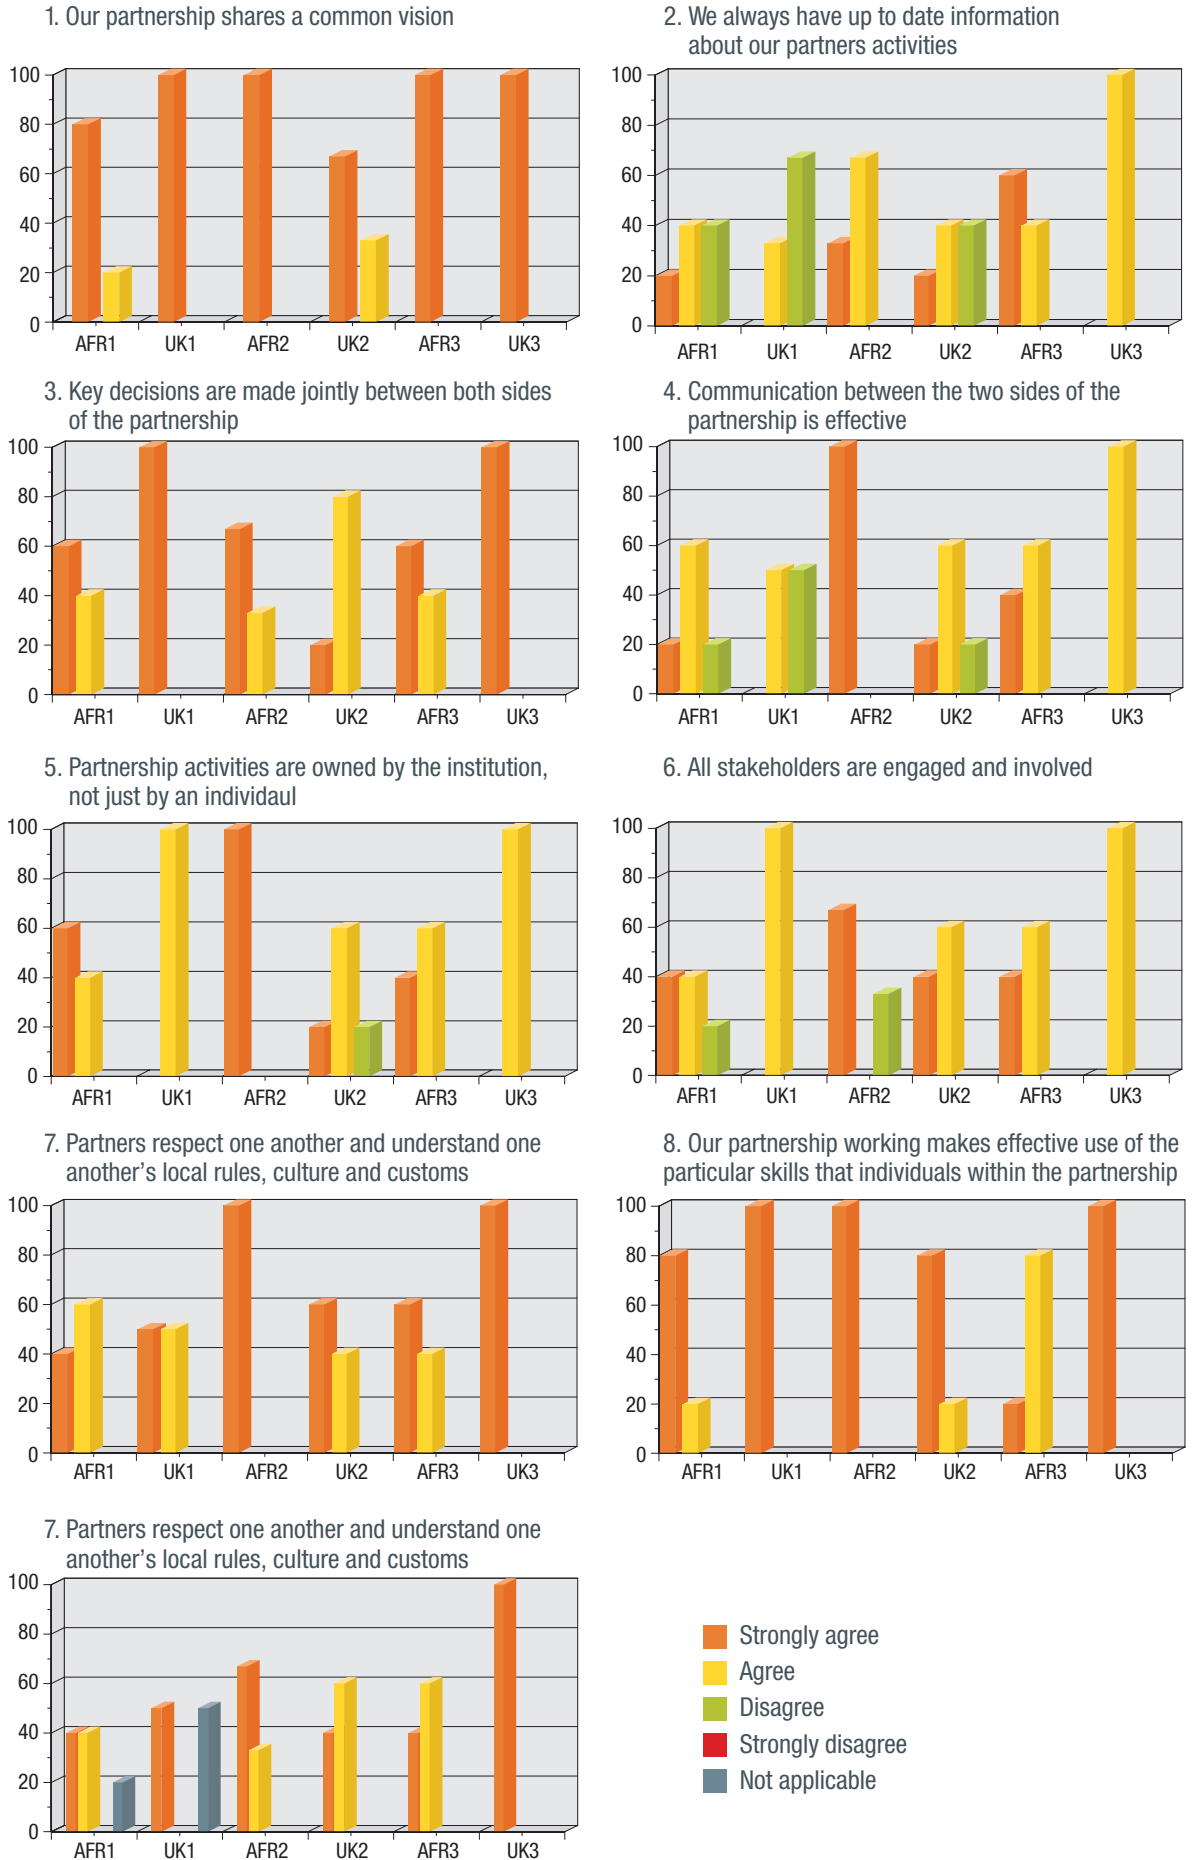 1. Our partnership shares a common vision
100
80
60
40
20
0
AFR1 UK1 AFR2 UK2 AFR3 UK3
2. We always have up to date information
about our partners activities
100
80
60
40
20
0
AFR1 UK1 AFR2 UK2 AFR3 UK3
3. Key decisions are made jointly between both sides
of the partnership
100
80
60
40
20
0
AFR1 UK1 AFR2 UK2 AFR3 UK3
4. Communication between the two sides of the
partnership is effective
100
80
60
40
20
0
AFR1 UK1 AFR2 UK2 AFR3 UK3
5. Partnership activities are owned by the institution,
not just by an individaul
100
80
60
40
20
0
AFR1 UK1 AFR2 UK2 AFR3 UK3
6. All stakeholders are engaged and involved
100
80
60
40
20
0
AFR1 UK1 AFR2 UK2 AFR3 UK3
7. Partners respect one another and understand one
another’s local rules, culture and customs
100
80
60
40
20
0
AFR1 UK1 AFR2 UK2 AFR3 UK3
8. Our partnership working makes effective use of the
particular skills that individuals within the partnership
100
80
60
40
20
0
AFR1 UK1 AFR2 UK2 AFR3 UK3
7. Partners respect one another and understand one
another’s local rules, culture and customs
100
80
60
40
20
0
AFR1 UK1 AFR2 UK2 AFR3 UK3
Strongly agree
Agree
Disagree
Strongly disagree
Not applicable